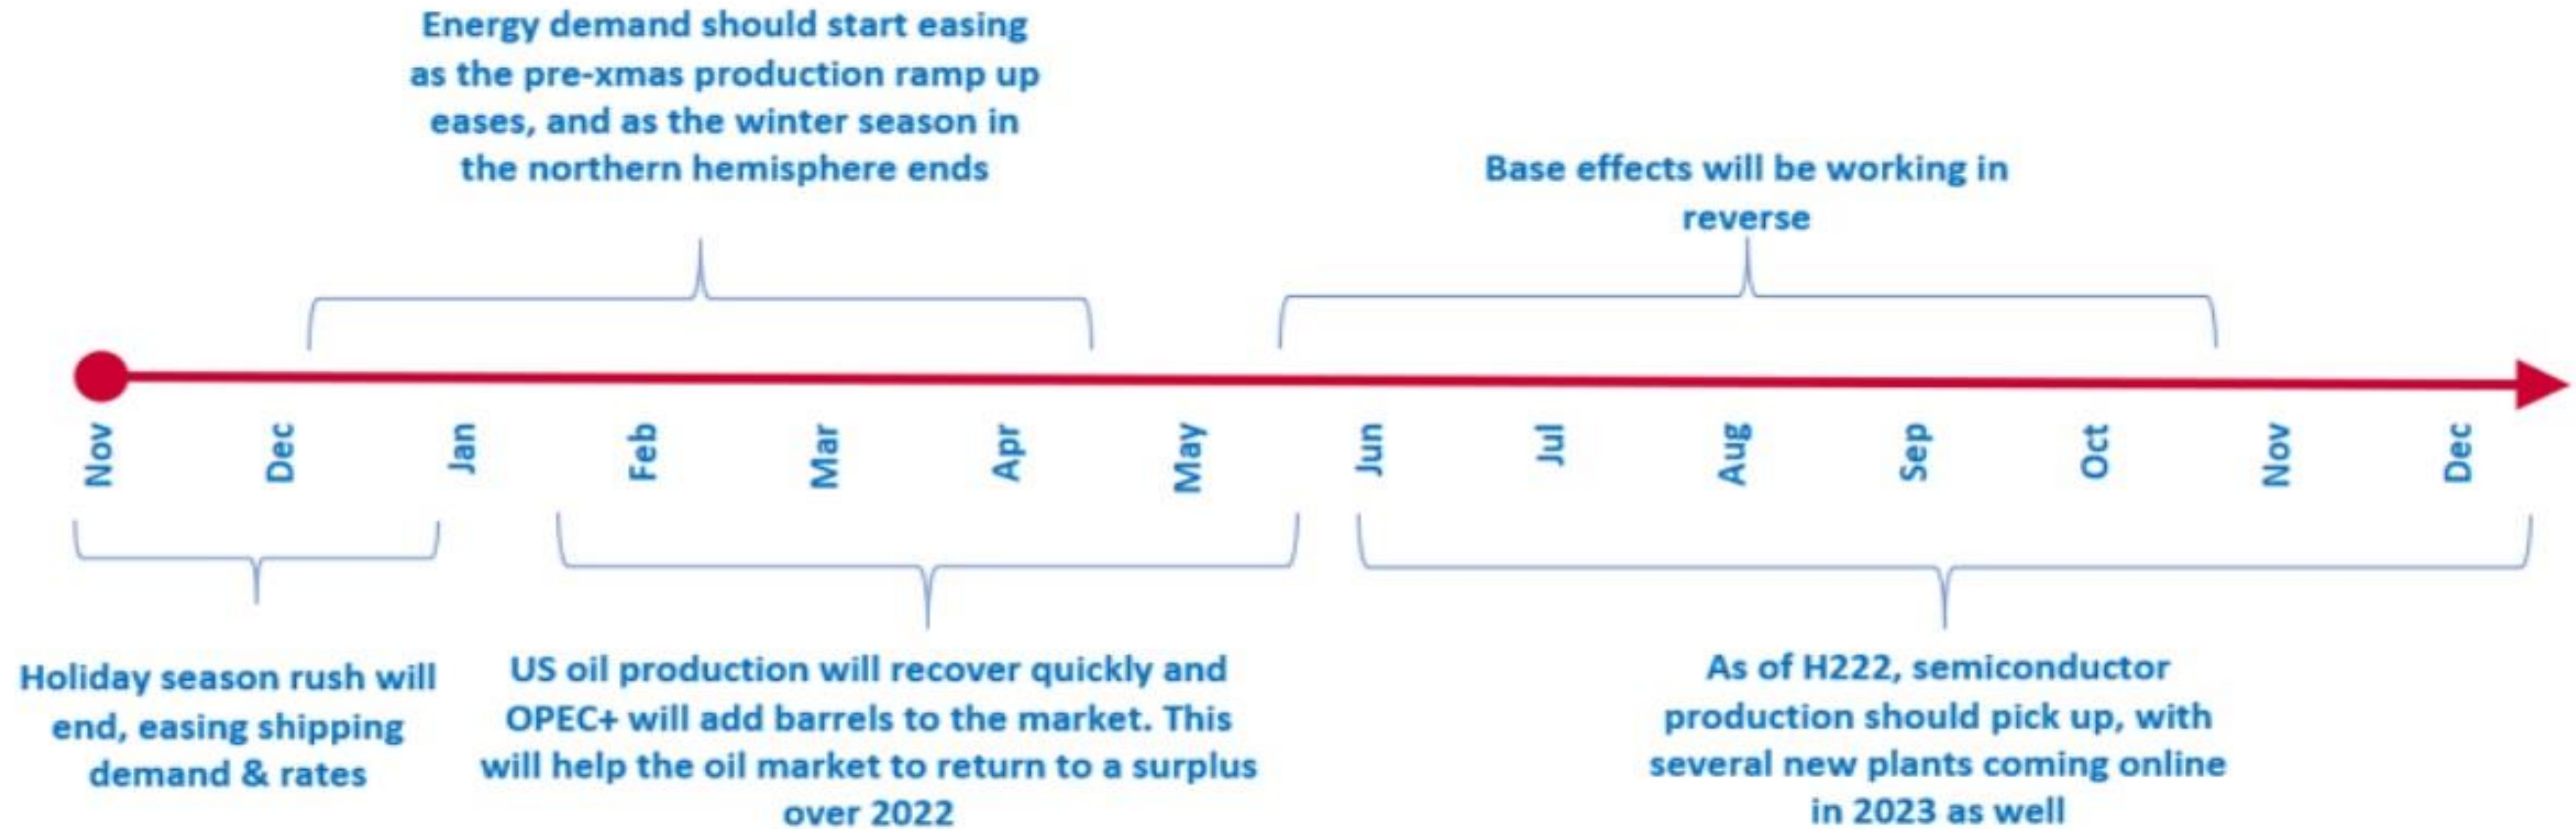 Energy demand should start easing
as the pre-xmas production ramp up
eases, and as the winter season in
the northern hemisphere ends
Base effects will be working in
reverse
Nov
Dec
Jan
Feb
Mar
Apr
May
Jun
Jul
Aug
Sep
Oct
Nov
Dec
Holiday season rush will
end, easing shipping
demand & rates
US oil production will recover quickly and
OPEC+ will add barrels to the market. This
will help the oil market to return to a surplus
over 2022
As of H222, semiconductor
production should pick up, with
several new plants coming online
in 2023 as well